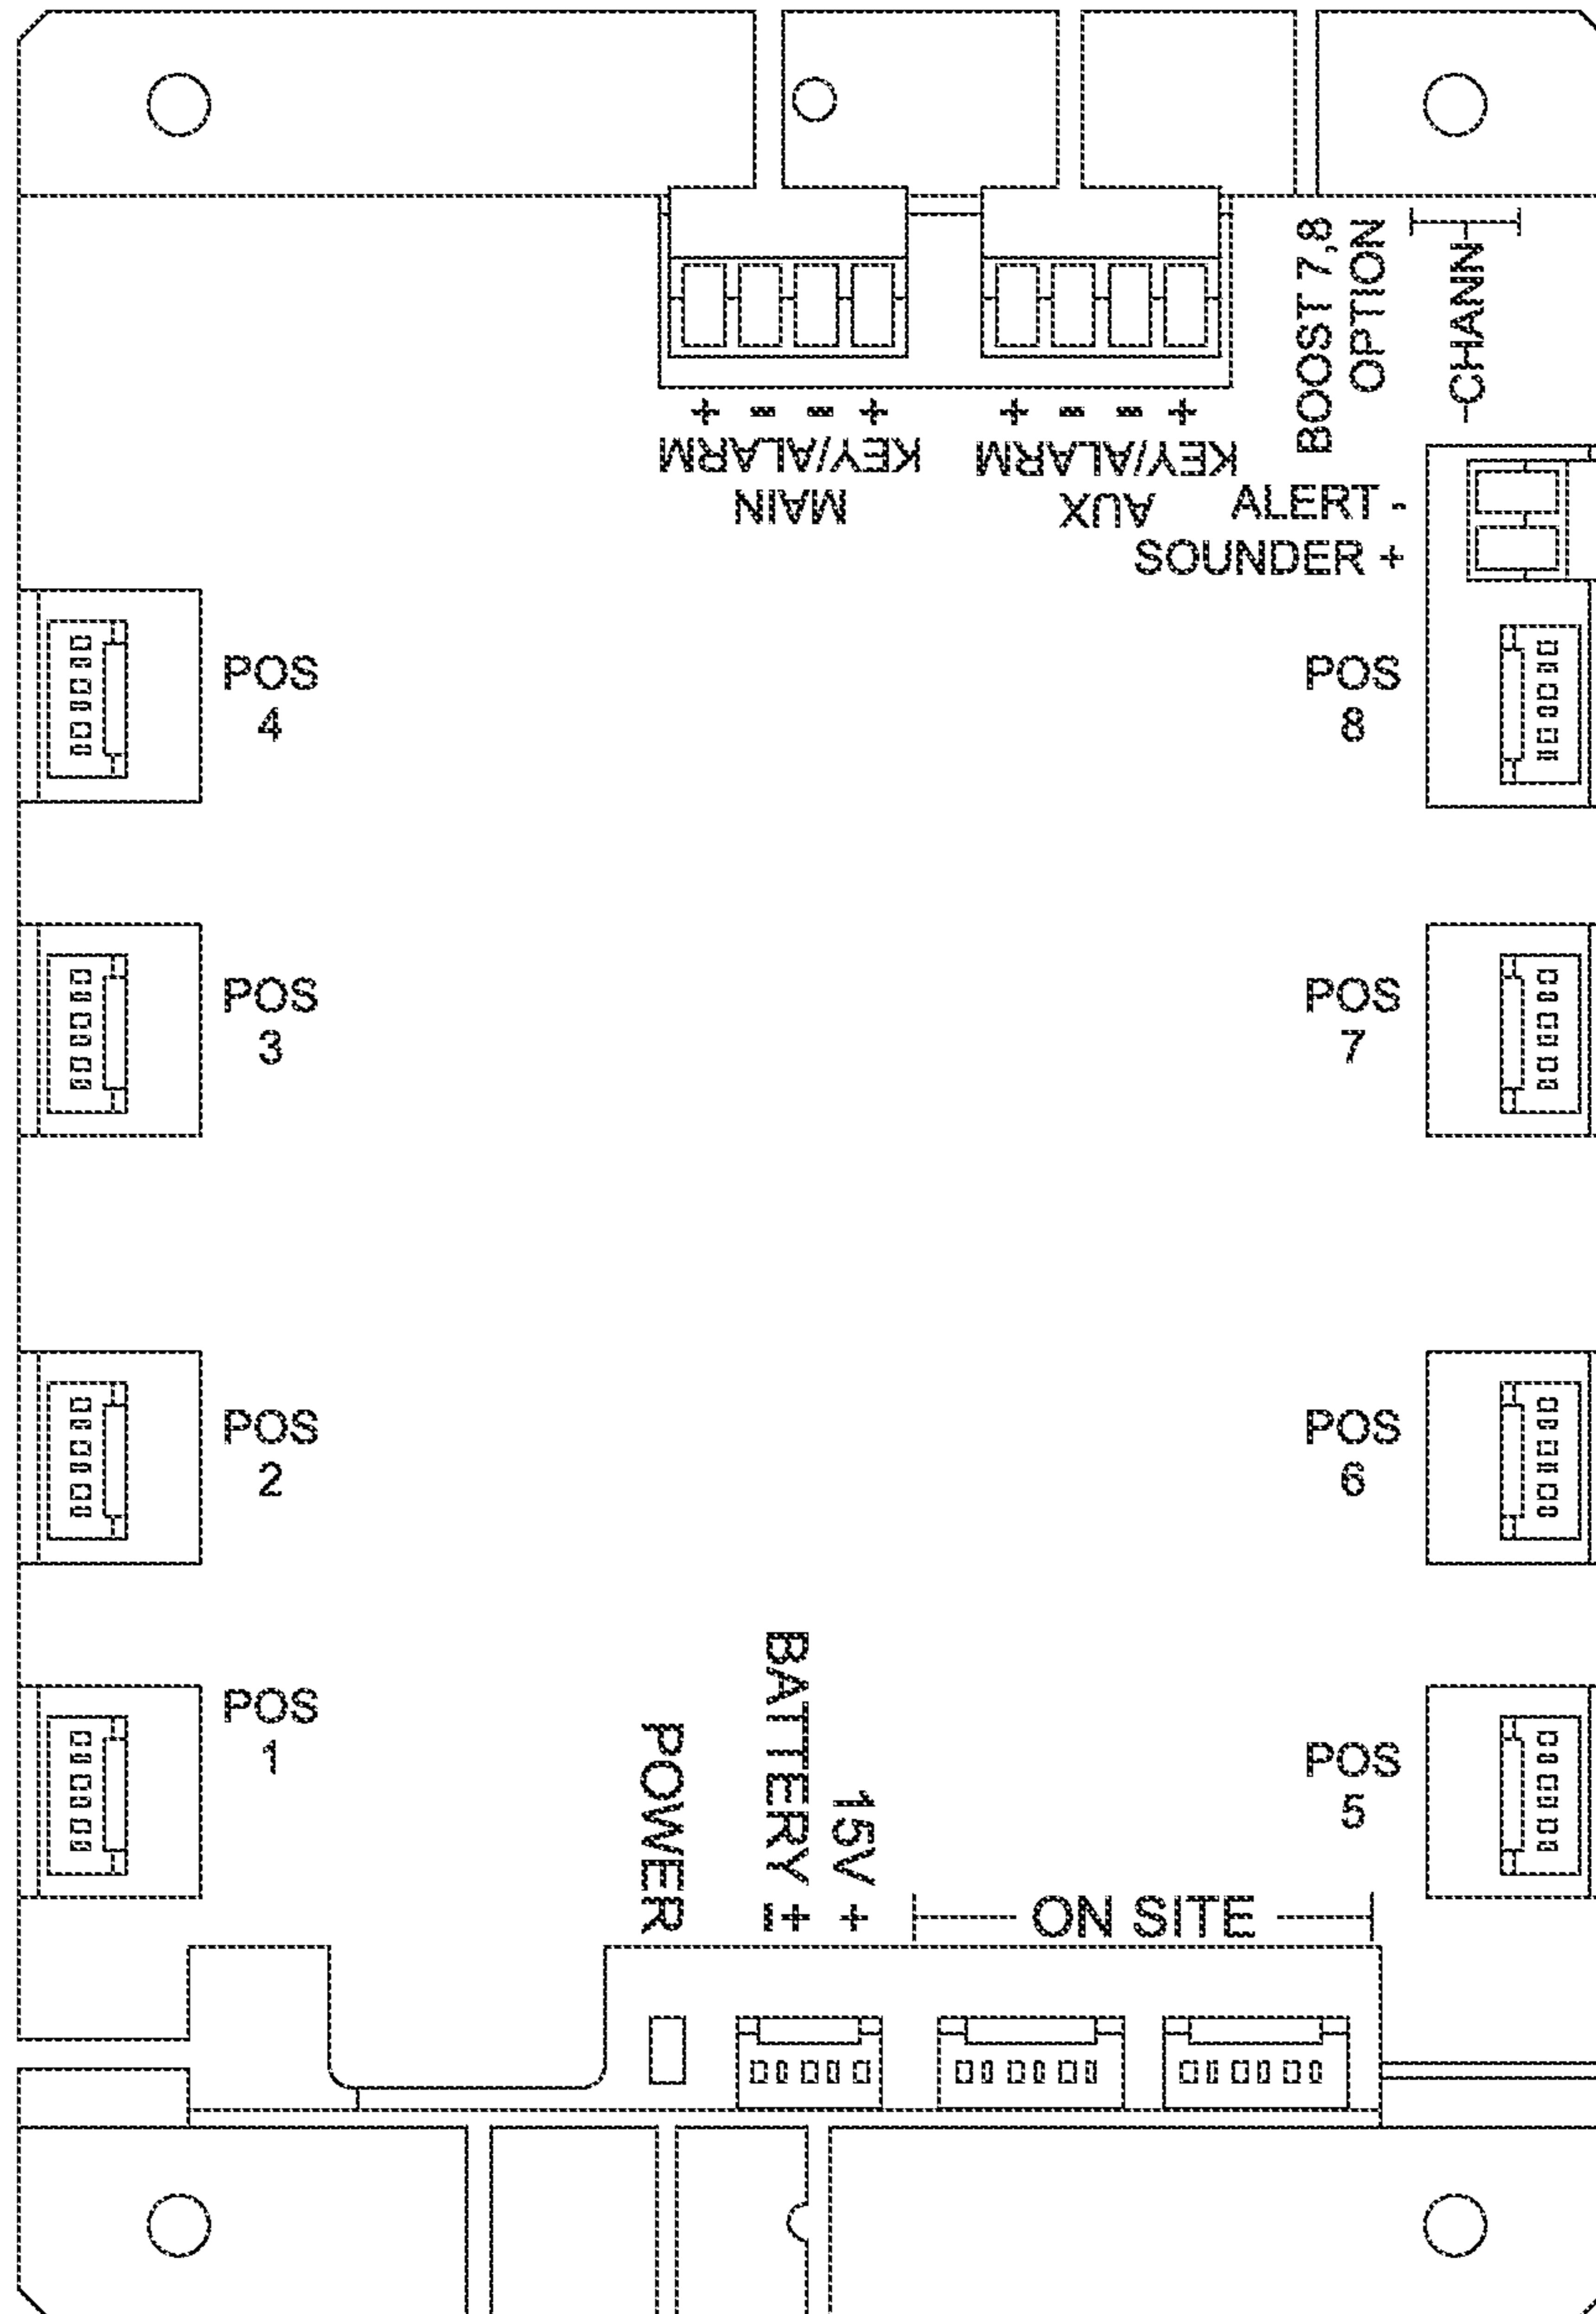 BOOST 7,8
OPTION
CHANN
+ - - +
KEY/ALARM
MAIN
+ - - +
KEY/ALARM
AUX
ALERT -
SOUNDER +
POS
4
POS
8
POS
3
POS
7
POS
2
POS
6
POS
1
POS
5
POWER
BATTERY ±
15V +
ON SITE